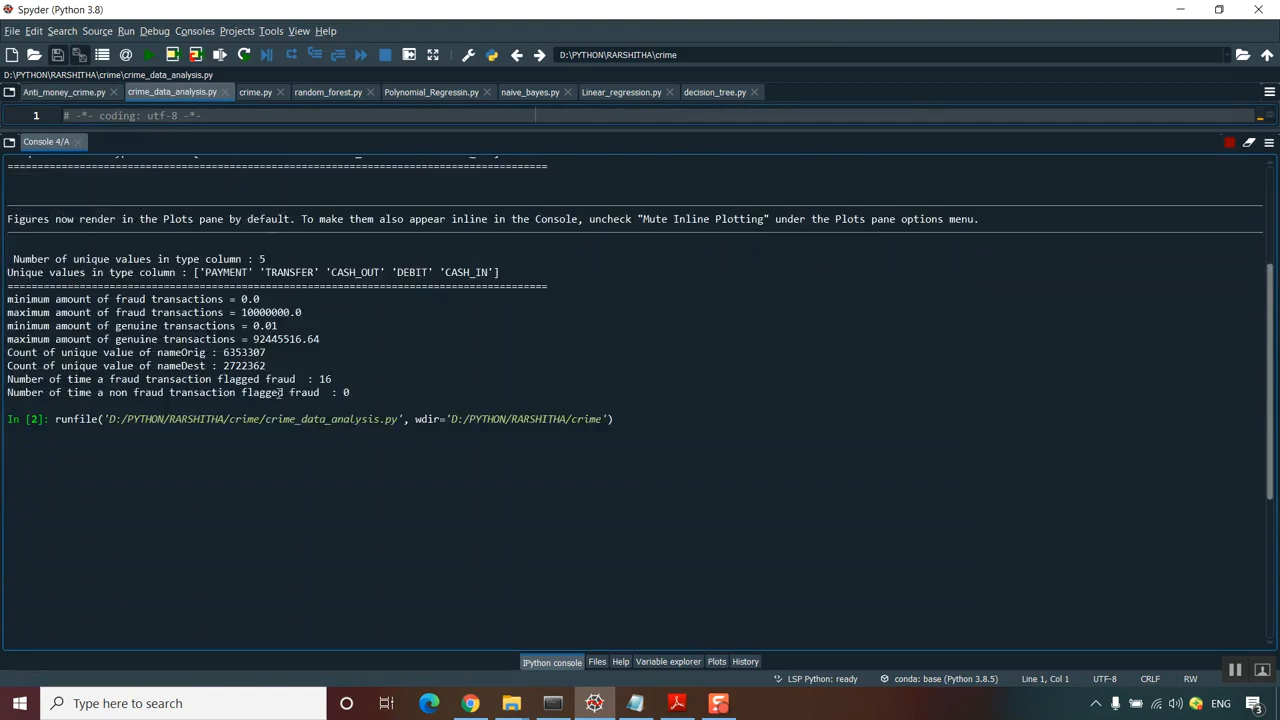 Spyder (Python 3.8)
File Edit Search Source Run Debug Consoles Projects Tools View Help
D:\PYTHON\RARSHITHA\crime
D:\PYTHON\RARSHITHA\crime\crime_data_analysis.py
Anti_money_crime.py crime_data_analysis.py crime.py random_forest.py Polynomial_Regressin.py naive_bayes.py Linear_regression.py decision_tree.py
1 # -*- coding: utf-8 -*-
Console 4/A
==========================================================================================
Figures now render in the Plots pane by default. To make them also appear inline in the Console, uncheck "Mute Inline Plotting" under the Plots pane options menu.
Number of unique values in type column : 5
Unique values in type column : ['PAYMENT' 'TRANSFER' 'CASH_OUT' 'DEBIT' 'CASH_IN']
==========================================================================================
minimum amount of fraud transactions = 0.0
maximum amount of fraud transactions = 10000000.0
minimum amount of genuine transactions = 0.01
maximum amount of genuine transactions = 92445516.64
Count of unique value of nameOrig : 6353307
Count of unique value of nameDest : 2722362
Number of time a fraud transaction flagged fraud  : 16
Number of time a non fraud transaction flagged fraud  : 0
In [2]: runfile('D:/PYTHON/RARSHITHA/crime/crime_data_analysis.py', wdir='D:/PYTHON/RARSHITHA/crime')
IPython console Files Help Variable explorer Plots History
LSP Python: ready conda: base (Python 3.8.5) Line 1, Col 1 UTF-8 CRLF RW
Type here to search ENG 3